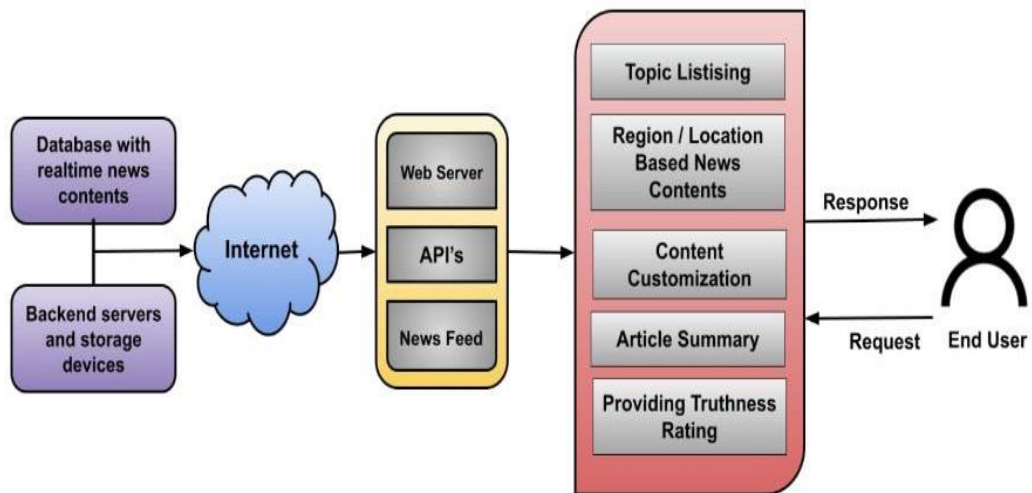 Database with
realtime news
contents
Backend servers
and storage
devices
Internet
Web Server
API's
News Feed
Topic Listising
Region / Location
Based News
Contents
Content
Customization
Article Summary
Providing Truthness
Rating
Response
Request
End User